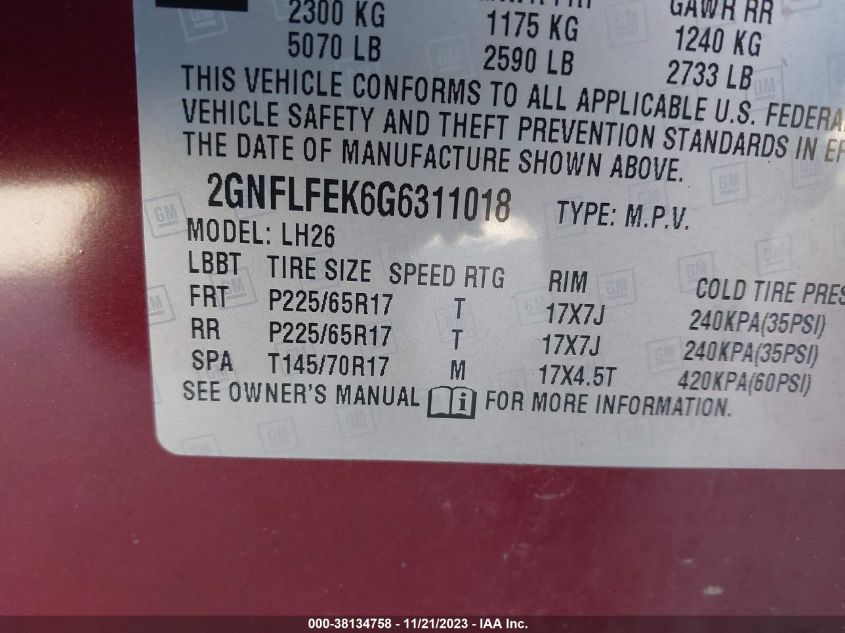 GAWR RR
2300 KG 1175 KG 1240 KG
5070 LB 2590 LB 2733 LB
THIS VEHICLE CONFORMS TO ALL APPLICABLE U.S. FEDERA
VEHICLE SAFETY AND THEFT PREVENTION STANDARDS IN EF
THE DATE OF MANUFACTURE SHOWN ABOVE.
2GNFLFEK6G6311018 TYPE: M.P.V.
MODEL: LH26
LBBT TIRE SIZE SPEED RTG RIM COLD TIRE PRES
FRT P225/65R17 T 17X7J 240KPA(35PSI)
RR P225/65R17 T 17X7J 240KPA(35PSI)
SPA T145/70R17 M 17X4.5T 420KPA(60PSI)
SEE OWNER'S MANUAL i FOR MORE INFORMATION.
000-38134758 - 11/21/2023 - IAA Inc.